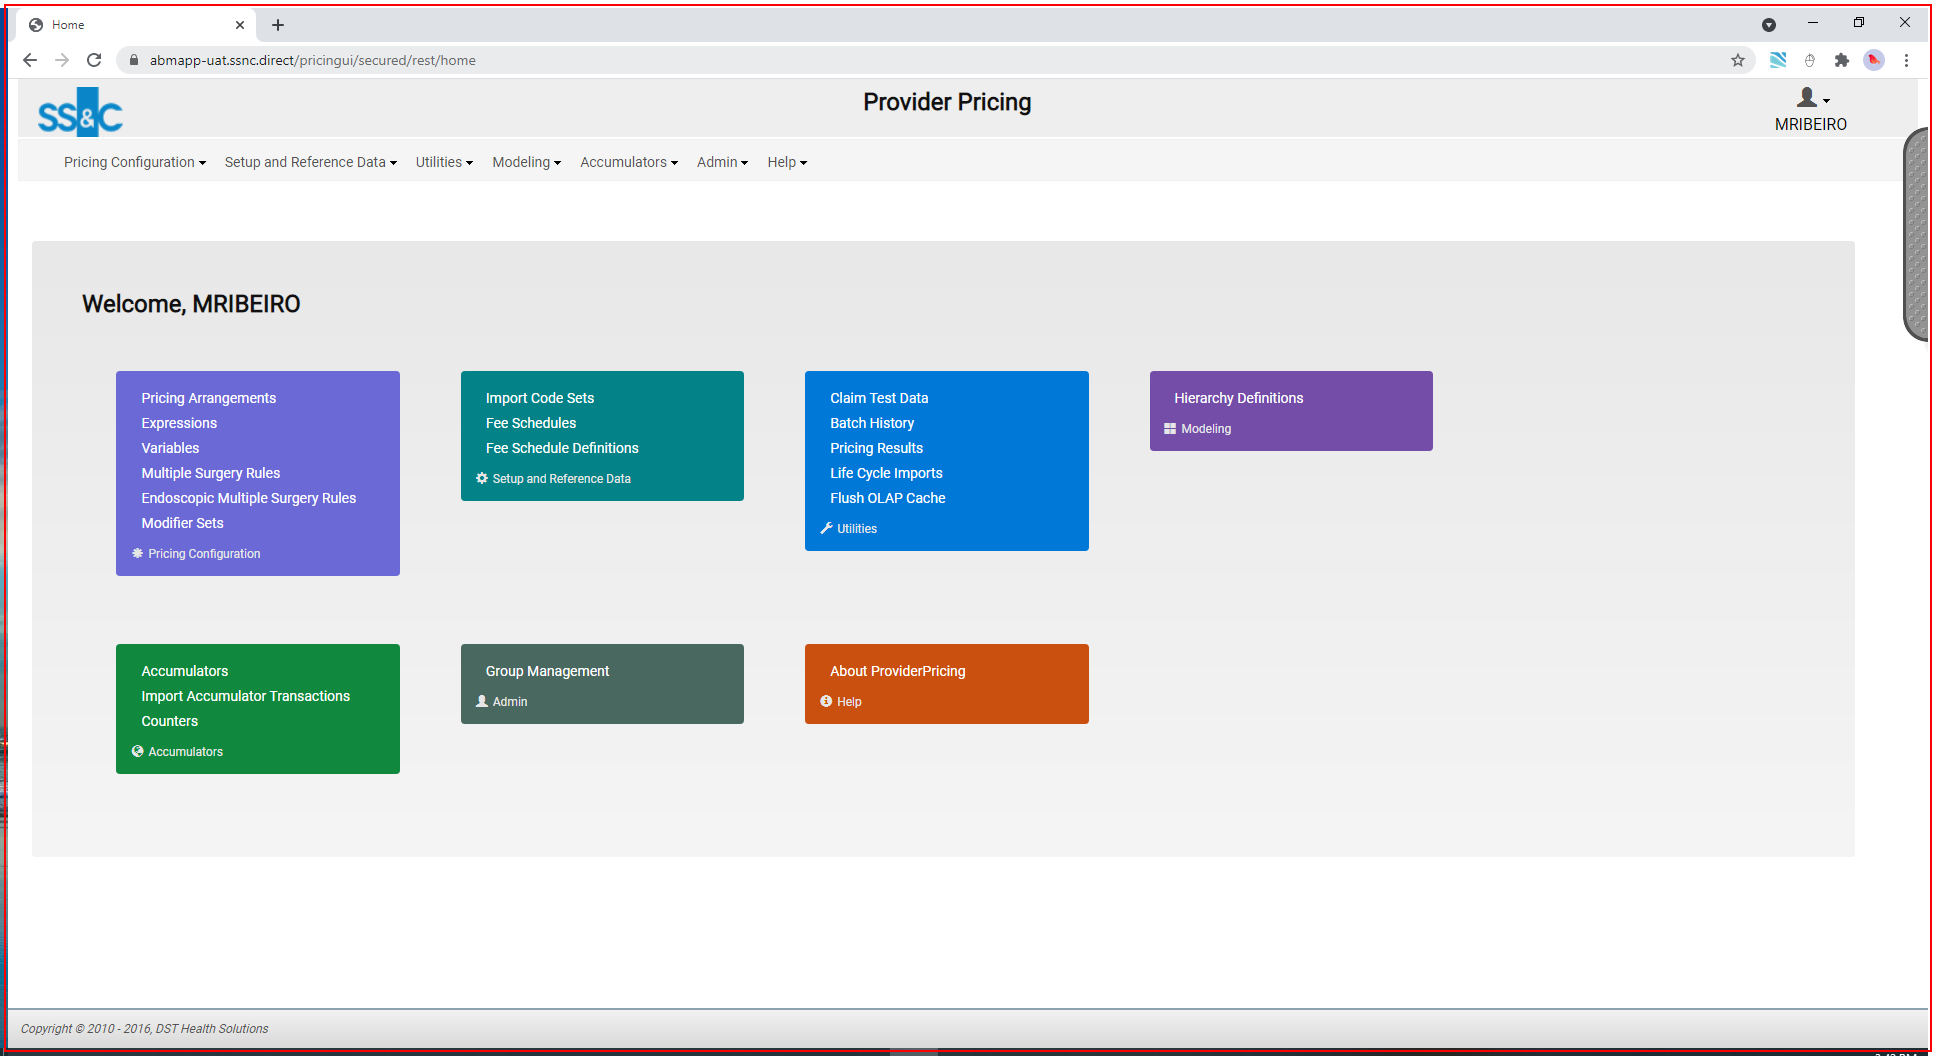 Home
abmapp-uat.ssnc.direct/pricingui/secured/rest/home
SS&C
Provider Pricing
MRIBEIRO
Pricing Configuration Setup and Reference Data Utilities Modeling Accumulators Admin Help
Welcome, MRIBEIRO
Pricing Arrangements
Expressions
Variables
Multiple Surgery Rules
Endoscopic Multiple Surgery Rules
Modifier Sets
Pricing Configuration
Import Code Sets
Fee Schedules
Fee Schedule Definitions
Setup and Reference Data
Claim Test Data
Batch History
Pricing Results
Life Cycle Imports
Flush OLAP Cache
Utilities
Hierarchy Definitions
Modeling
Accumulators
Import Accumulator Transactions
Counters
Accumulators
Group Management
Admin
About ProviderPricing
Help
Copyright © 2010 - 2016, DST Health Solutions